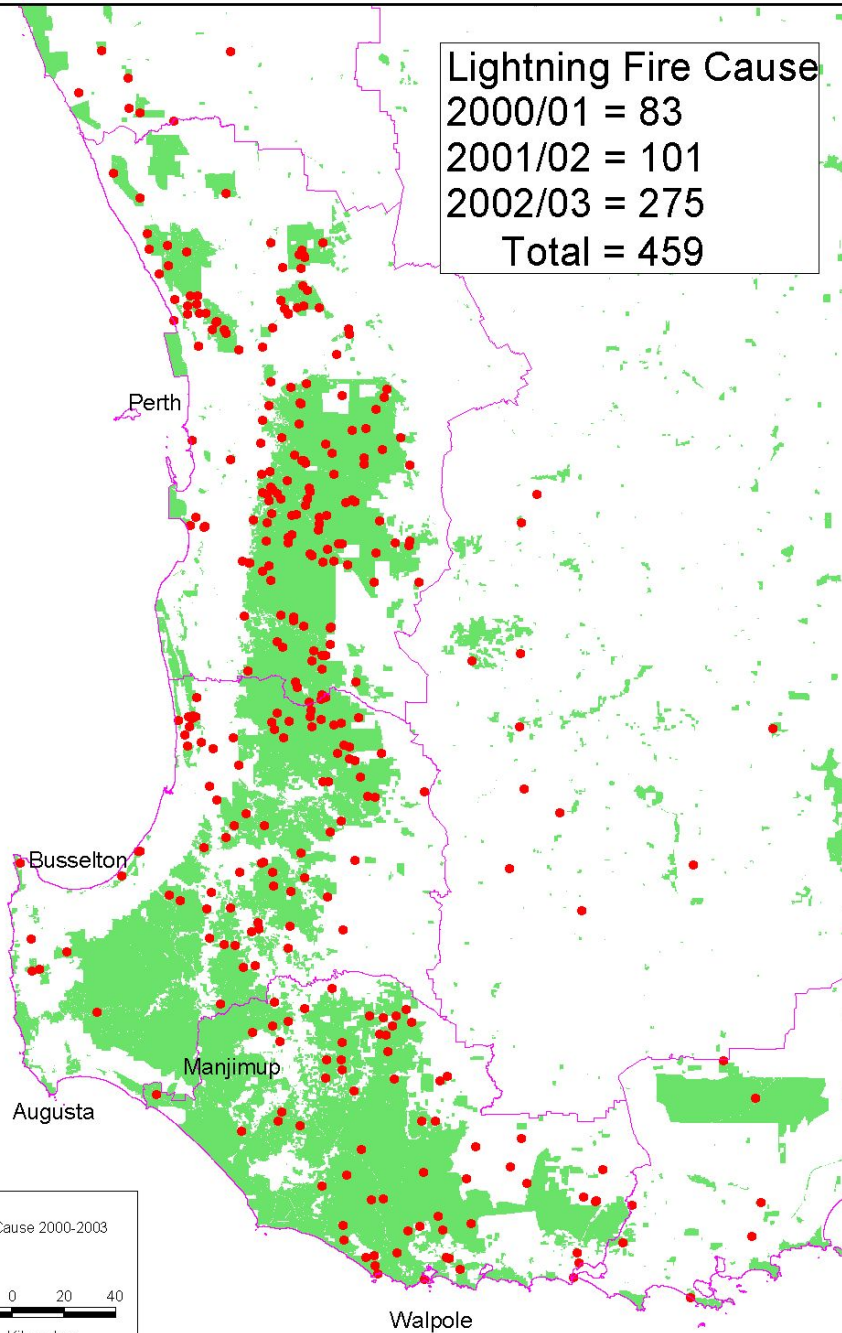 Lightning Fire Cause
2000/01 = 83
2001/02 = 101
2002/03 = 275
Total = 459
Perth
Busselton
Manjimup
Augusta
Cause 2000-2003
0 20 40
Walpole